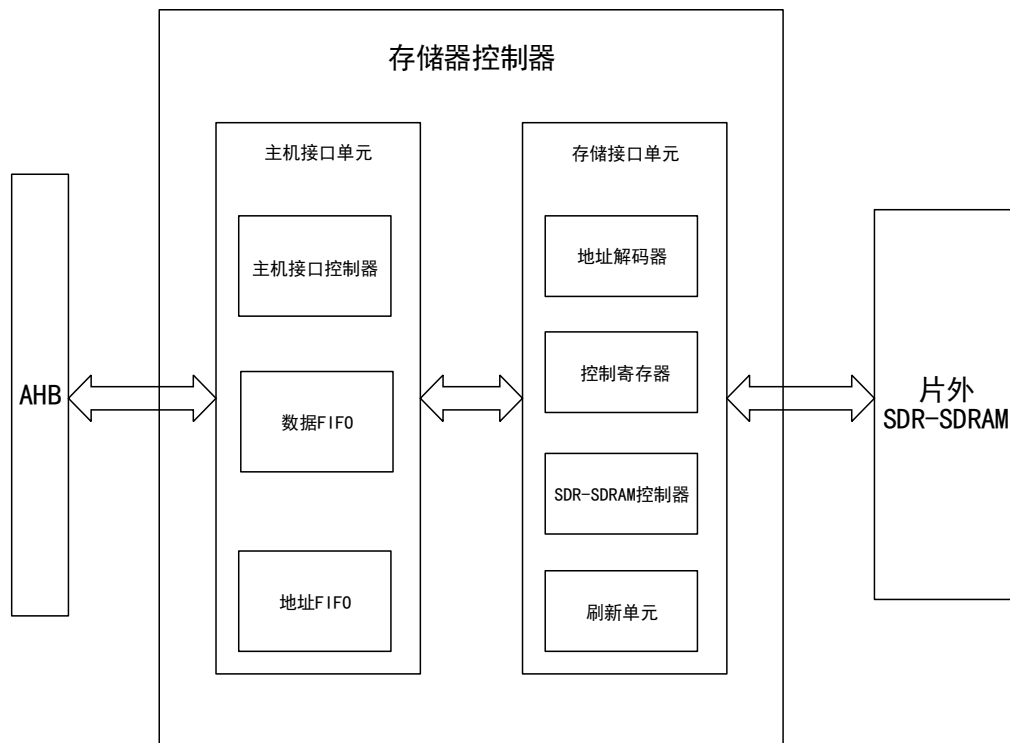 存储器控制器
主机接口单元
存储接口单元
主机接口控制器
地址解码器
AHB
数据FIFO
控制寄存器
片外
SDR-SDRAM
SDR-SDRAM控制器
地址FIFO
刷新单元